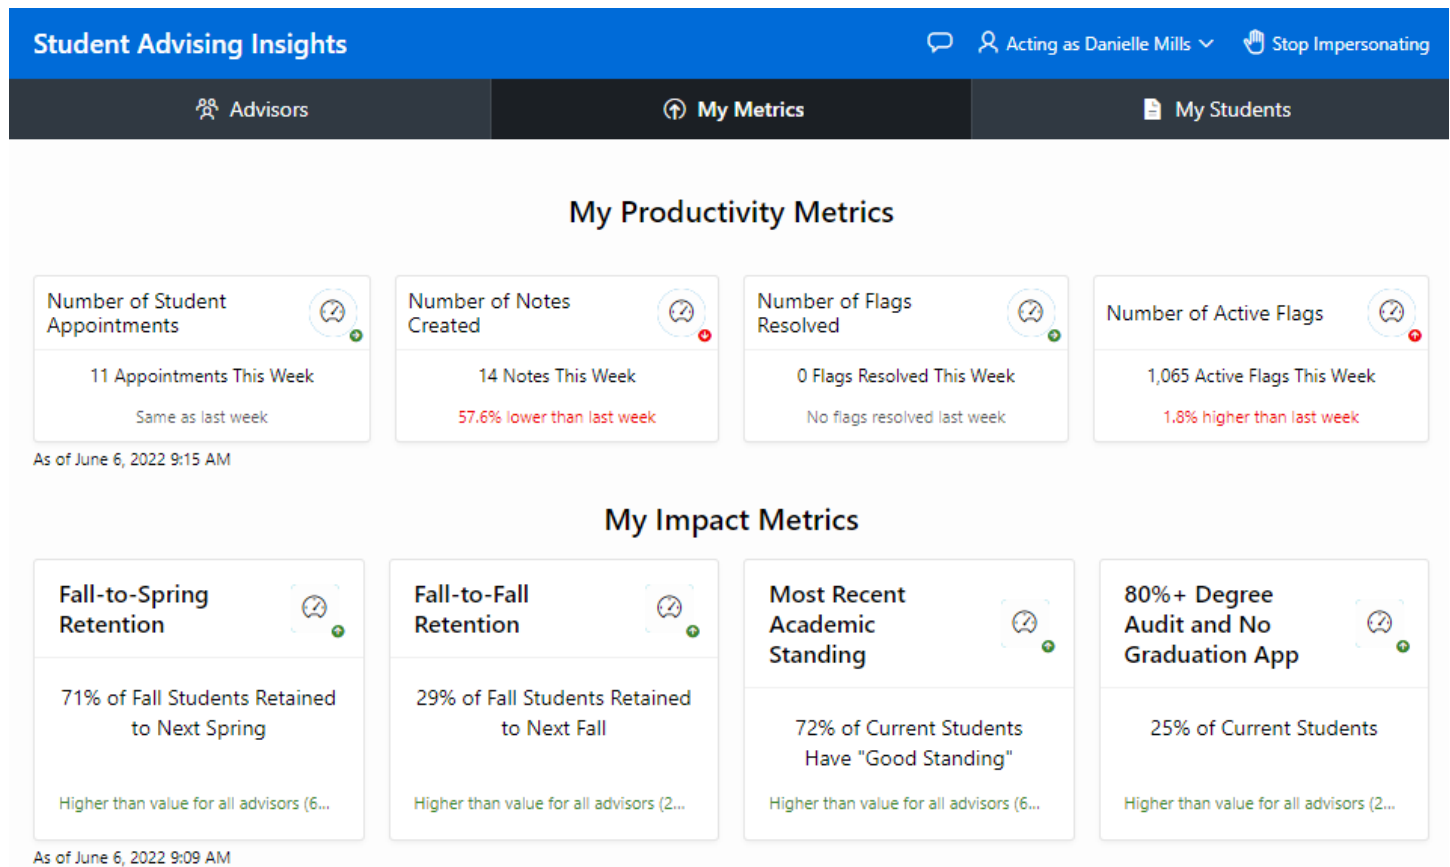 Student Advising Insights
Acting as Danielle Mills
Stop Impersonating
Advisors
My Metrics
My Students
My Productivity Metrics
Number of Student
Appointments
11 Appointments This Week
Same as last week
Number of Notes
Created
14 Notes This Week
57.6% lower than last week
Number of Flags
Resolved
0 Flags Resolved This Week
No flags resolved last week
Number of Active Flags
1,065 Active Flags This Week
1.8% higher than last week
As of June 6, 2022 9:15 AM
My Impact Metrics
Fall-to-Spring
Retention
71% of Fall Students Retained
to Next Spring
Higher than value for all advisors (6...
Fall-to-Fall
Retention
29% of Fall Students Retained
to Next Fall
Higher than value for all advisors (2...
Most Recent
Academic
Standing
72% of Current Students
Have "Good Standing"
Higher than value for all advisors (6...
80%+ Degree
Audit and No
Graduation App
25% of Current Students
Higher than value for all advisors (2...
As of June 6, 2022 9:09 AM